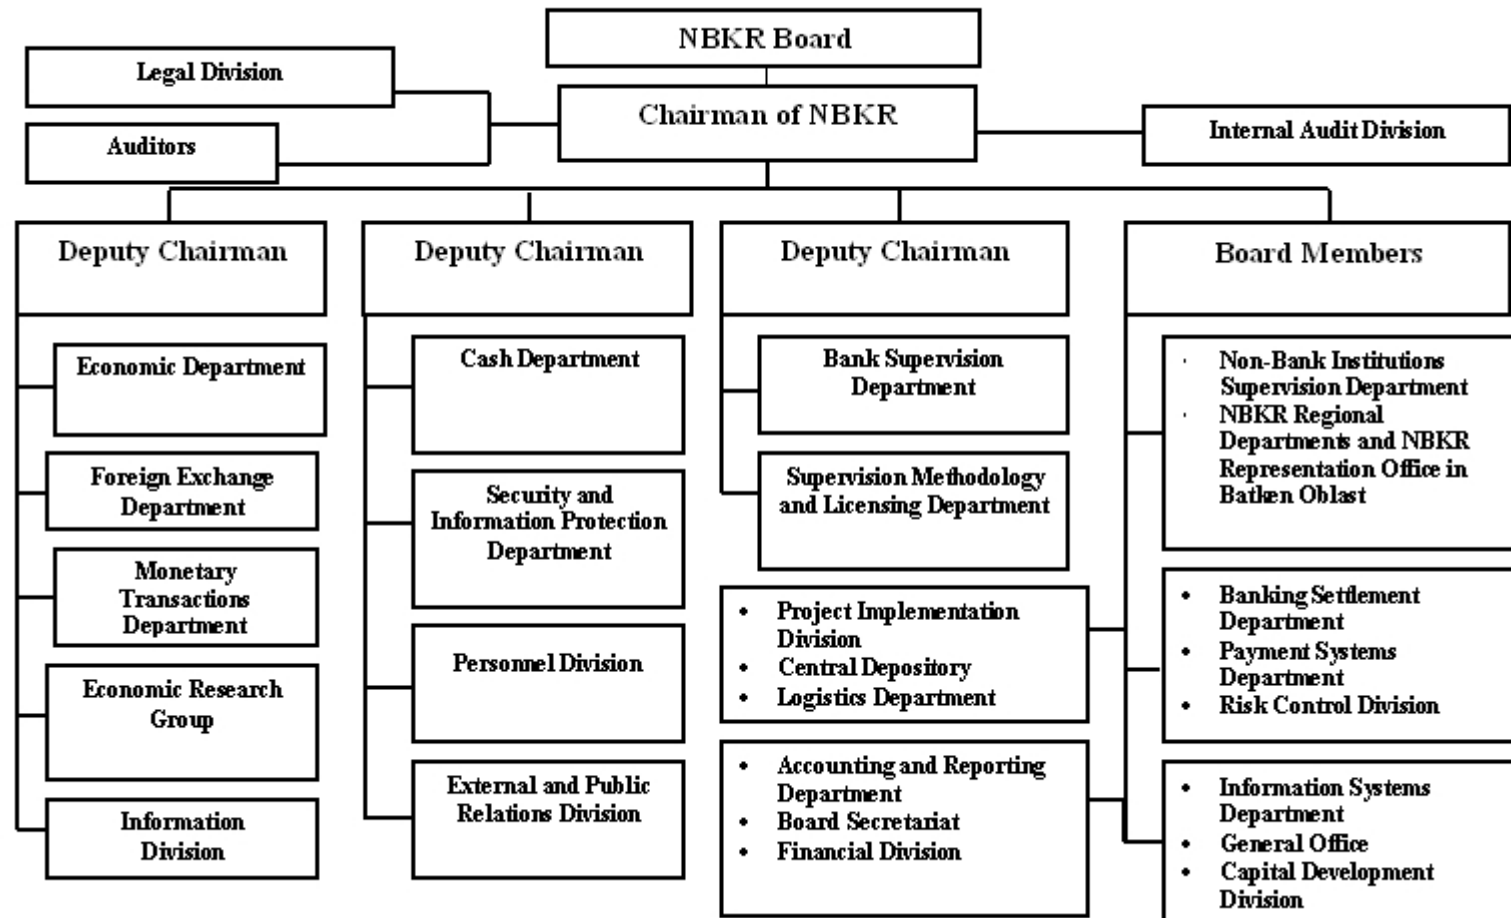 NBKR Board
Legal Division
Chairman of NBKR
Auditors
Internal Audit Division
Deputy Chairman
Deputy Chairman
Deputy Chairman
Board Members
Economic Department
Foreign Exchange
Department
Monetary
Transactions
Department
Economic Research
Group
Information
Division
Cash Department
Security and
Information Protection
Department
Personnel Division
External and Public
Relations Division
Bank Supervision
Department
Supervision Methodology
and Licensing Department
• Project Implementation
Division
• Central Depository
• Logistics Department
• Accounting and Reporting
Department
• Board Secretariat
• Financial Division
· Non-Bank Institutions
Supervision Department
· NBKR Regional
Departments and NBKR
Representation Office in
Batken Oblast
• Banking Settlement
Department
• Payment Systems
Department
• Risk Control Division
• Information Systems
Department
• General Office
• Capital Development
Division